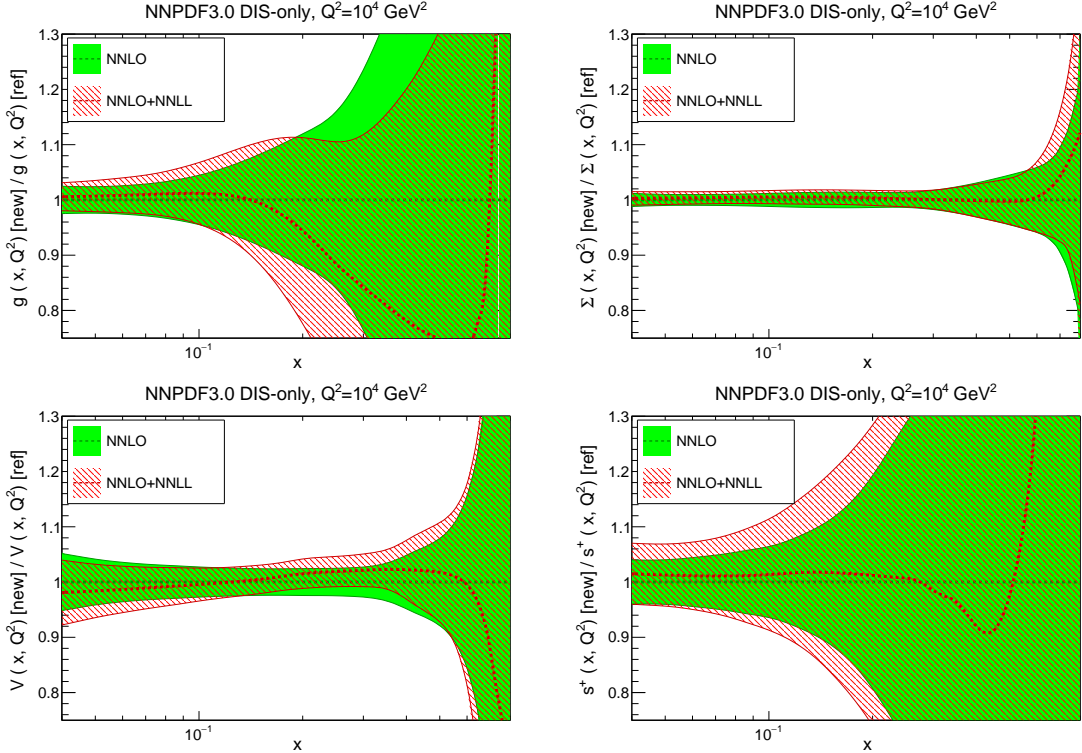 NNPDF3.0 DIS-only, Q²=10⁴ GeV²
g ( x, Q²) [new] / g ( x, Q²) [ref]
1.3
1.2
1.1
1
0.9
0.8
NNLO
NNLO+NNLL
10⁻¹
x
NNPDF3.0 DIS-only, Q²=10⁴ GeV²
Σ ( x, Q²) [new] / Σ ( x, Q²) [ref]
1.3
1.2
1.1
1
0.9
0.8
NNLO
NNLO+NNLL
10⁻¹
x
NNPDF3.0 DIS-only, Q²=10⁴ GeV²
V ( x, Q²) [new] / V ( x, Q²) [ref]
1.3
1.2
1.1
1
0.9
0.8
NNLO
NNLO+NNLL
10⁻¹
x
NNPDF3.0 DIS-only, Q²=10⁴ GeV²
s⁺ ( x, Q²) [new] / s⁺ ( x, Q²) [ref]
1.3
1.2
1.1
1
0.9
0.8
NNLO
NNLO+NNLL
10⁻¹
x